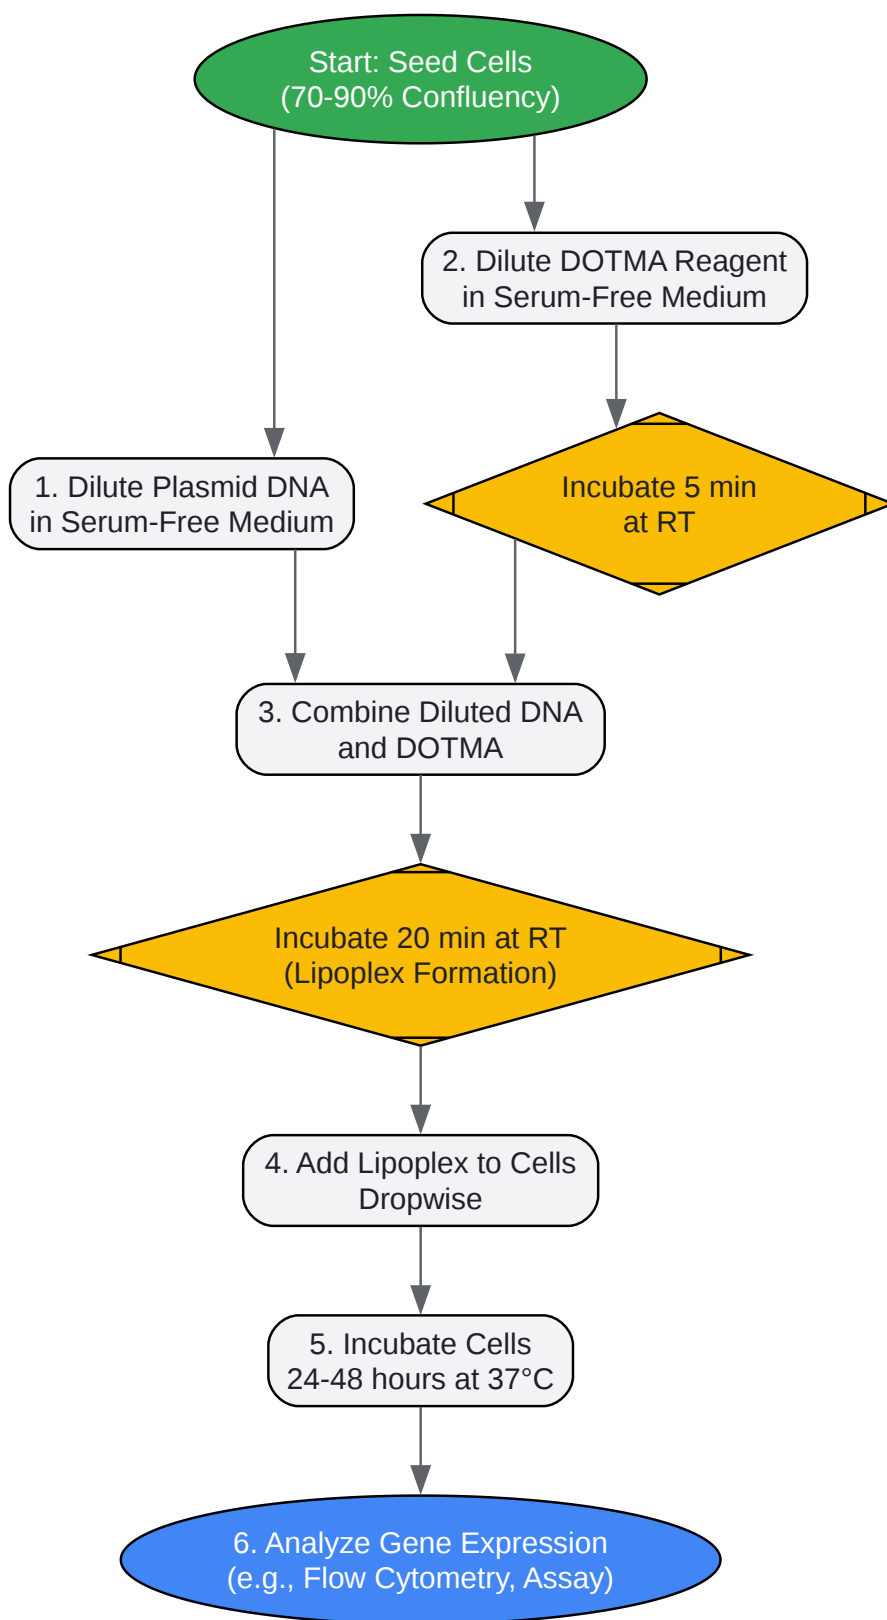 Start: Seed Cells
(70-90% Confluency)
2. Dilute DOTMA Reagent
in Serum-Free Medium
1. Dilute Plasmid DNA
in Serum-Free Medium
Incubate 5 min
at RT
3. Combine Diluted DNA
and DOTMA
Incubate 20 min at RT
(Lipoplex Formation)
4. Add Lipoplex to Cells
Dropwise
5. Incubate Cells
24-48 hours at 37°C
6. Analyze Gene Expression
(e.g., Flow Cytometry, Assay)